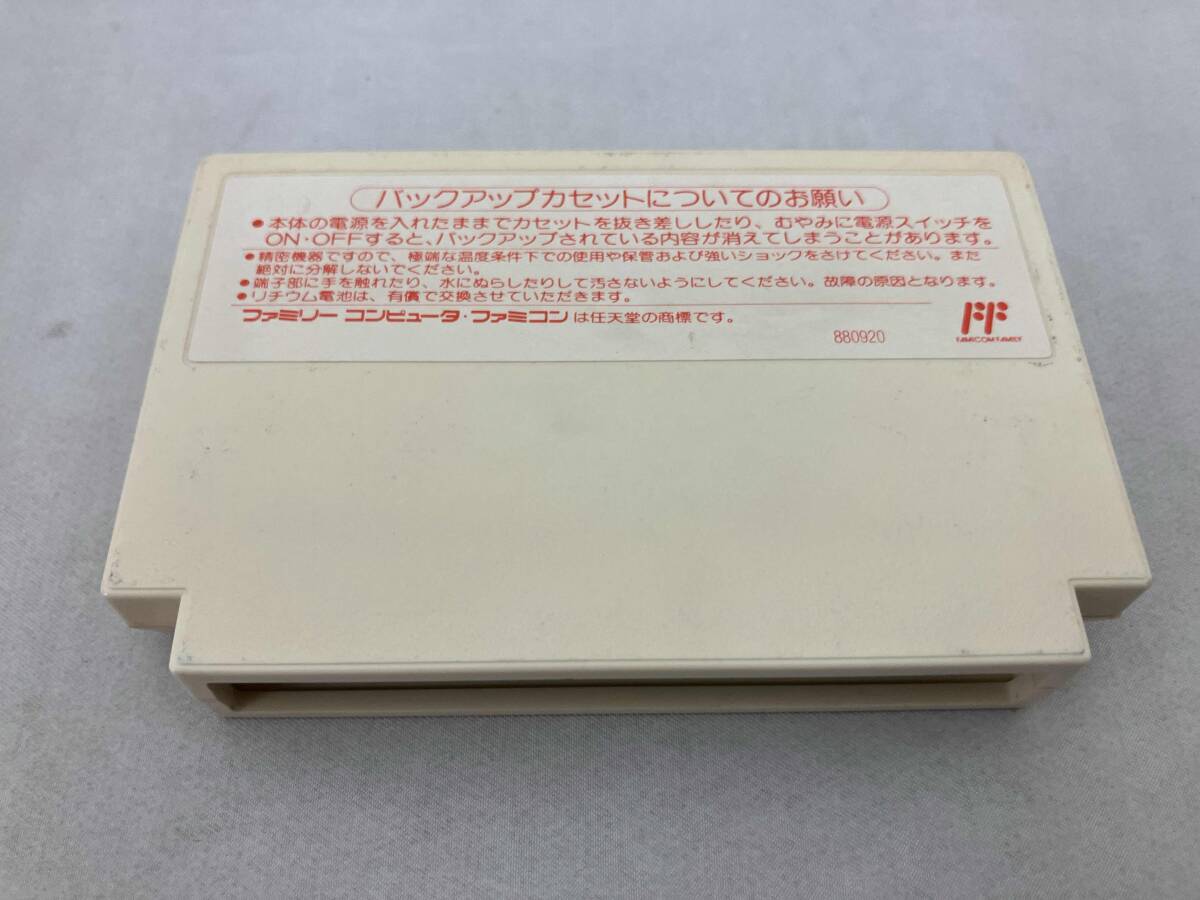 バックアップカセットについてのお願い
●本体の電源を入れたままでカセットを抜き差ししたり、むやみに電源スイッチを
ON・OFFすると、バックアップされている内容が消えてしまうことがあります。
●精密機器ですので、極端な温度条件下での使用や保管および強いショックをさけてください。また
絶対に分解しないでください。
●端子部に手を触れたり、水にぬらしたりして汚さないようにしてください。故障の原因となります。
●リチウム電池は、有償で交換させていただきます。
ファミリー コンピュータ・ファミコン は任天堂の商標です。
880920
FAMICOM FAMILY